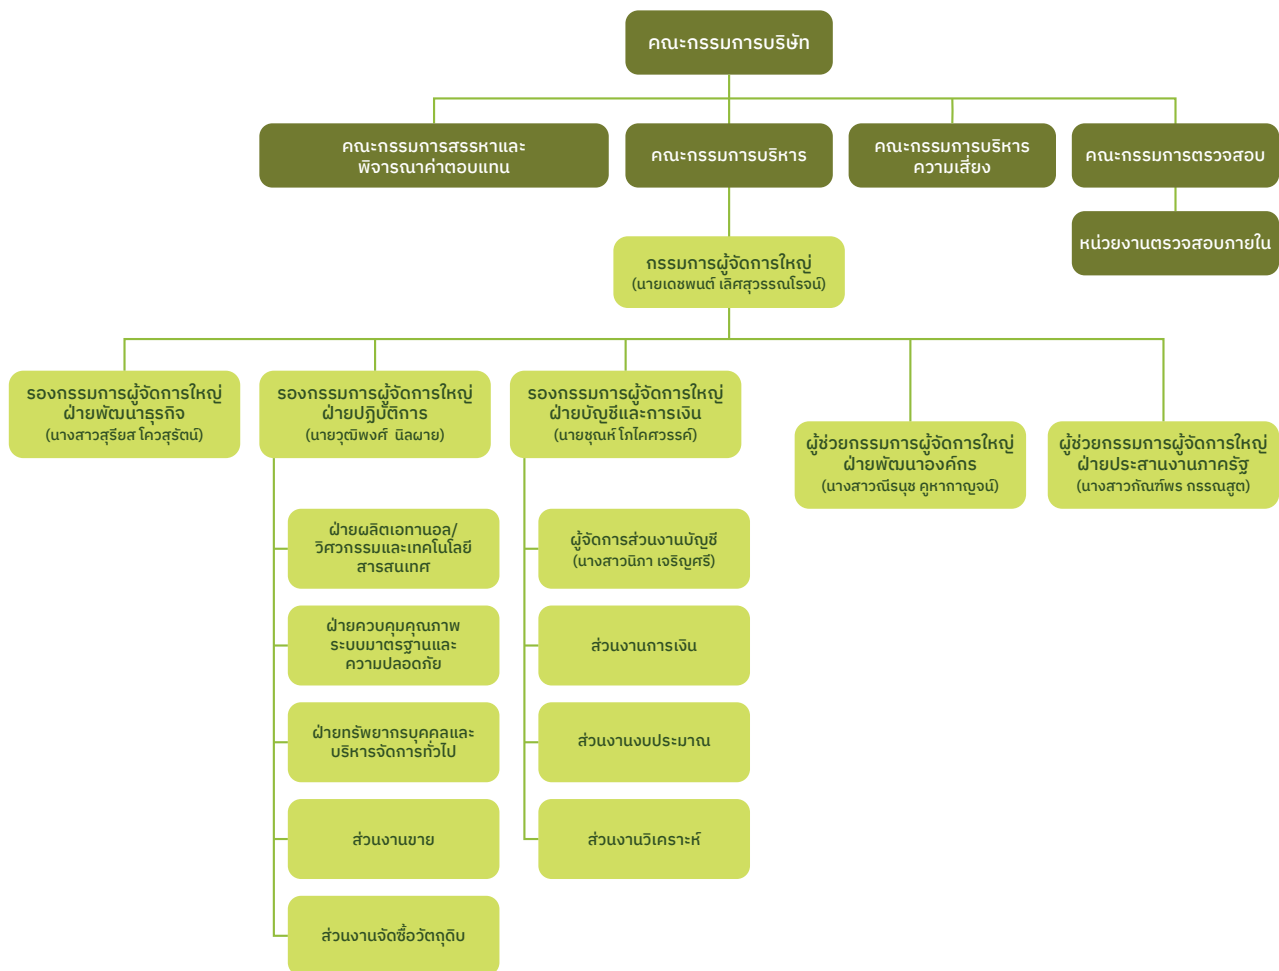 คณะกรรมการบริษัท
คณะกรรมการสรรหาและ
พิจารณาค่าตอบแทน
คณะกรรมการบริหาร
คณะกรรมการบริหาร
ความเสี่ยง
คณะกรรมการตรวจสอบ
หน่วยงานตรวจสอบภายใน
กรรมการผู้จัดการใหญ่
(นายเดชพนต์ เลิศสุวรรณโรจน์)
รองกรรมการผู้จัดการใหญ่
ฝ่ายพัฒนาธุรกิจ
(นางสาวสุรียส โควสุรัตน์)
รองกรรมการผู้จัดการใหญ่
ฝ่ายปฏิบัติการ
(นายวุฒิพงศ์ นิลผาย)
รองกรรมการผู้จัดการใหญ่
ฝ่ายบัญชีและการเงิน
(นายชุณห์ โภไคศวรรค์)
ผู้ช่วยกรรมการผู้จัดการใหญ่
ฝ่ายพัฒนาองค์กร
(นางสาวณีรนุช คูหากาญจน์)
ผู้ช่วยกรรมการผู้จัดการใหญ่
ฝ่ายประสานงานภาครัฐ
(นางสาวกัณฑ์พร กรรณสูต)
ฝ่ายผลิตเอทานอล/
วิศวกรรมและเทคโนโลยี
สารสนเทศ
ฝ่ายควบคุมคุณภาพ
ระบบมาตรฐานและ
ความปลอดภัย
ฝ่ายทรัพยากรบุคคลและ
บริหารจัดการทั่วไป
ส่วนงานขาย
ส่วนงานจัดซื้อวัตถุดิบ
ผู้จัดการส่วนงานบัญชี
(นางสาวนิภา เจริญศรี)
ส่วนงานการเงิน
ส่วนงานงบประมาณ
ส่วนงานวิเคราะห์